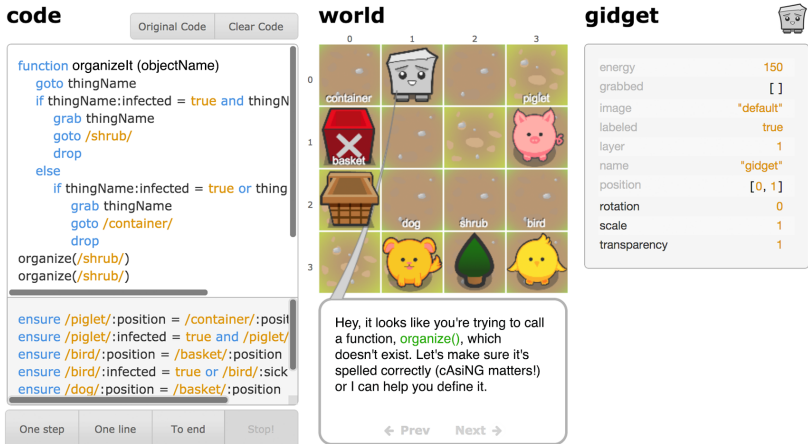 code
Original Code
Clear Code
function organizeIt (objectName)
goto thingName
if thingName:infected = true and thingN
grab thingName
goto /shrub/
drop
else
if thingName:infected = true or thing
grab thingName
goto /container/
drop
organize(/shrub/)
organize(/shrub/)
ensure /piglet/:position = /container/:posit
ensure /piglet/:infected = true and /piglet/
ensure /bird/:position = /basket/:position
ensure /bird/:infected = true or /bird/:sick
ensure /dog/:position = /basket/:position
One step
One line
To end
Stop!
world
0 1 2 3
0
container
piglet
1
basket
2
dog
shrub
bird
3
Hey, it looks like you're trying to call
a function, organize(), which
doesn't exist. Let's make sure it's
spelled correctly (cAsiNG matters!)
or I can help you define it.
Prev
Next
gidget
energy 150
grabbed [ ]
image "default"
labeled true
layer 1
name "gidget"
position [0, 1]
rotation 0
scale 1
transparency 1